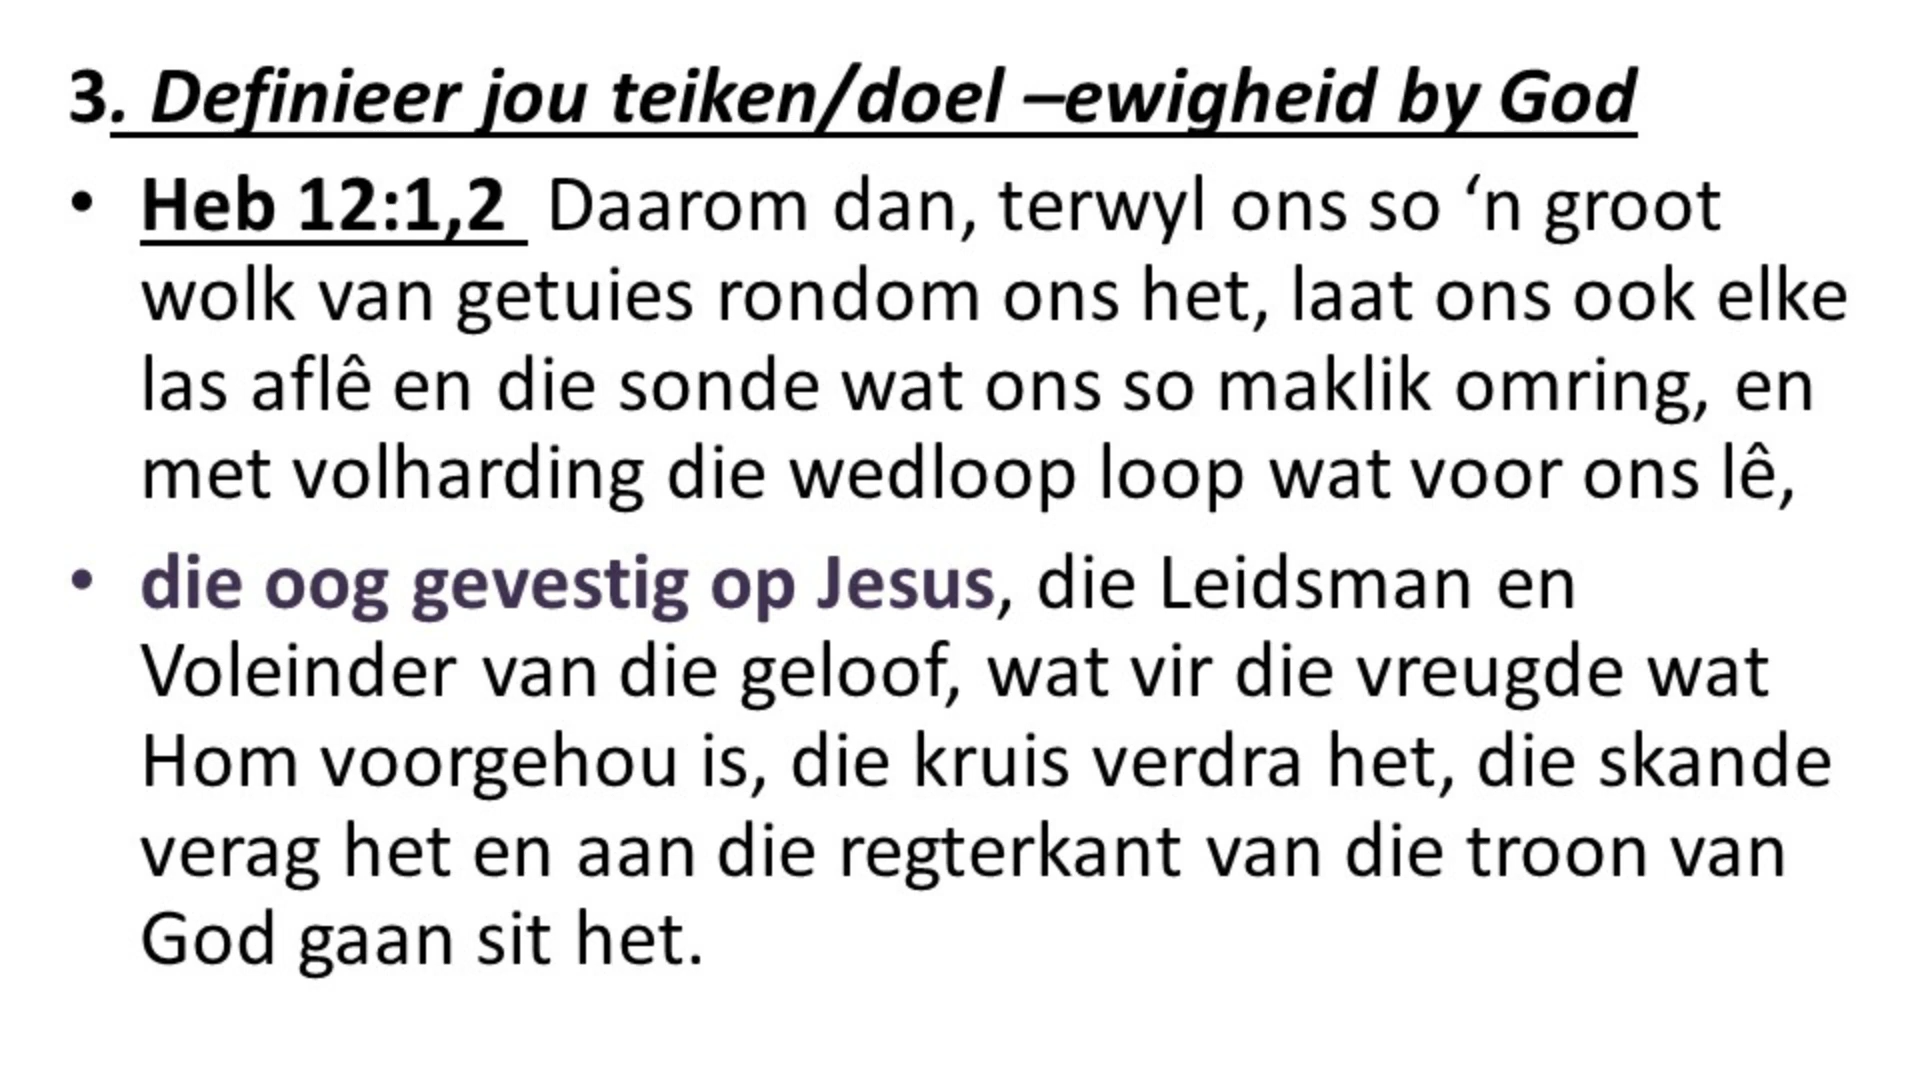 3. Definieer jou teiken/doel –ewigheid by God
• Heb 12:1,2 Daarom dan, terwyl ons so ‘n groot
wolk van getuies rondom ons het, laat ons ook elke
las aflê en die sonde wat ons so maklik omring, en
met volharding die wedloop loop wat voor ons lê,
• die oog gevestig op Jesus, die Leidsman en
Voleinder van die geloof, wat vir die vreugde wat
Hom voorgehou is, die kruis verdra het, die skande
verag het en aan die regterkant van die troon van
God gaan sit het.